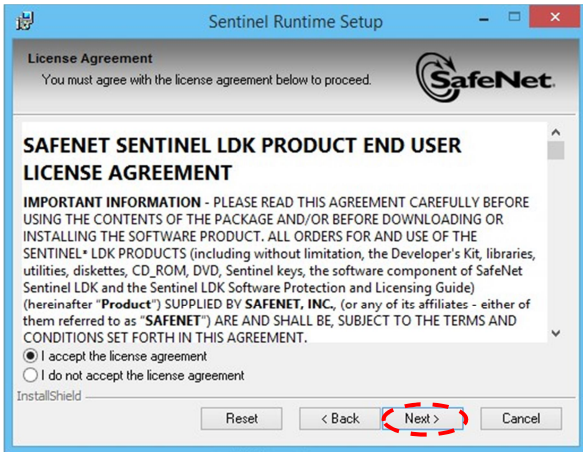 Sentinel Runtime Setup
License Agreement
You must agree with the license agreement below to proceed.
SafeNet.
SAFENET SENTINEL LDK PRODUCT END USER
LICENSE AGREEMENT
IMPORTANT INFORMATION - PLEASE READ THIS AGREEMENT CAREFULLY BEFORE
USING THE CONTENTS OF THE PACKAGE AND/OR BEFORE DOWNLOADING OR
INSTALLING THE SOFTWARE PRODUCT. ALL ORDERS FOR AND USE OF THE
SENTINEL® LDK PRODUCTS (including without limitation, the Developer's Kit, libraries,
utilities, diskettes, CD_ROM, DVD, Sentinel keys, the software component of SafeNet
Sentinel LDK and the Sentinel LDK Software Protection and Licensing Guide)
(hereinafter "Product") SUPPLIED BY SAFENET, INC., (or any of its affiliates - either of
them referred to as "SAFENET") ARE AND SHALL BE, SUBJECT TO THE TERMS AND
CONDITIONS SET FORTH IN THIS AGREEMENT.
I accept the license agreement
I do not accept the license agreement
InstallShield
Reset
< Back
Next >
Cancel